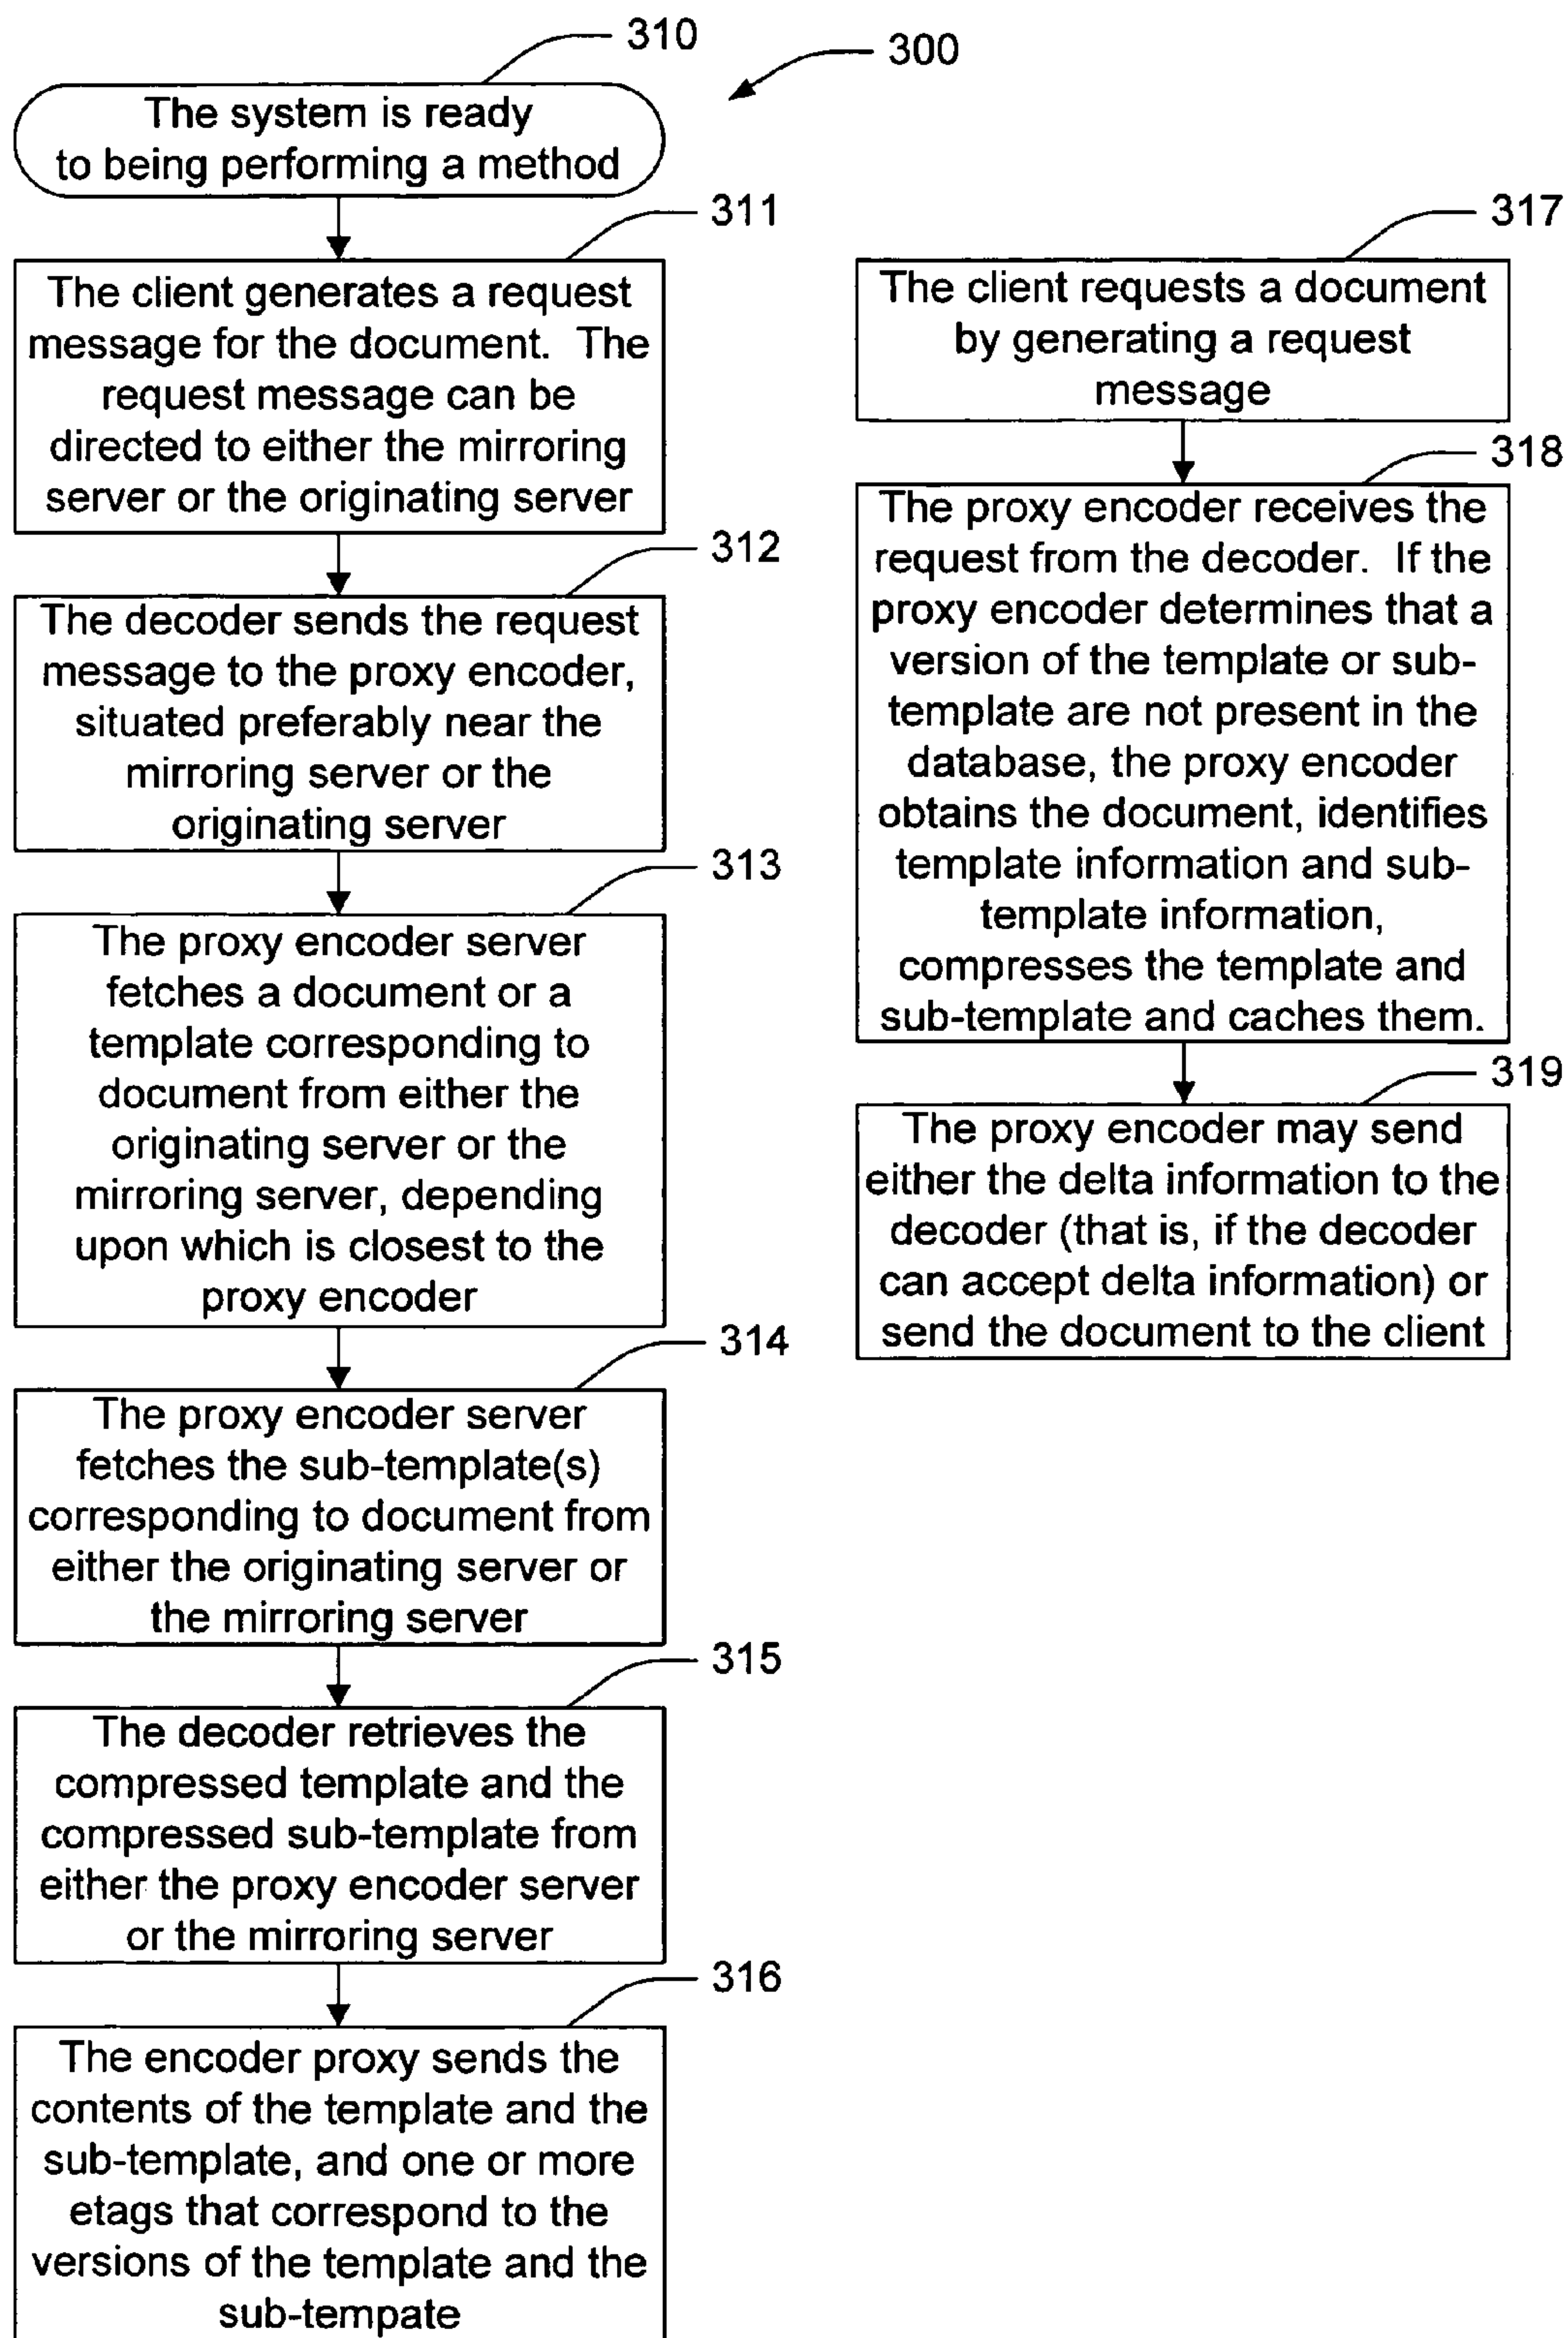 310
300
The system is ready
to being performing a method
311
The client generates a request
message for the document. The
request message can be
directed to either the mirroring
server or the originating server
312
The decoder sends the request
message to the proxy encoder,
situated preferably near the
mirroring server or the
originating server
313
The proxy encoder server
fetches a document or a
template corresponding to
document from either the
originating server or the
mirroring server, depending
upon which is closest to the
proxy encoder
314
The proxy encoder server
fetches the sub-template(s)
corresponding to document from
either the originating server or
the mirroring server
315
The decoder retrieves the
compressed template and the
compressed sub-template from
either the proxy encoder server
or the mirroring server
316
The encoder proxy sends the
contents of the template and the
sub-template, and one or more
etags that correspond to the
versions of the template and the
sub-tempate
317
The client requests a document
by generating a request
message
318
The proxy encoder receives the
request from the decoder. If the
proxy encoder determines that a
version of the template or sub-
template are not present in the
database, the proxy encoder
obtains the document, identifies
template information and sub-
template information,
compresses the template and
sub-template and caches them.
319
The proxy encoder may send
either the delta information to the
decoder (that is, if the decoder
can accept delta information) or
send the document to the client